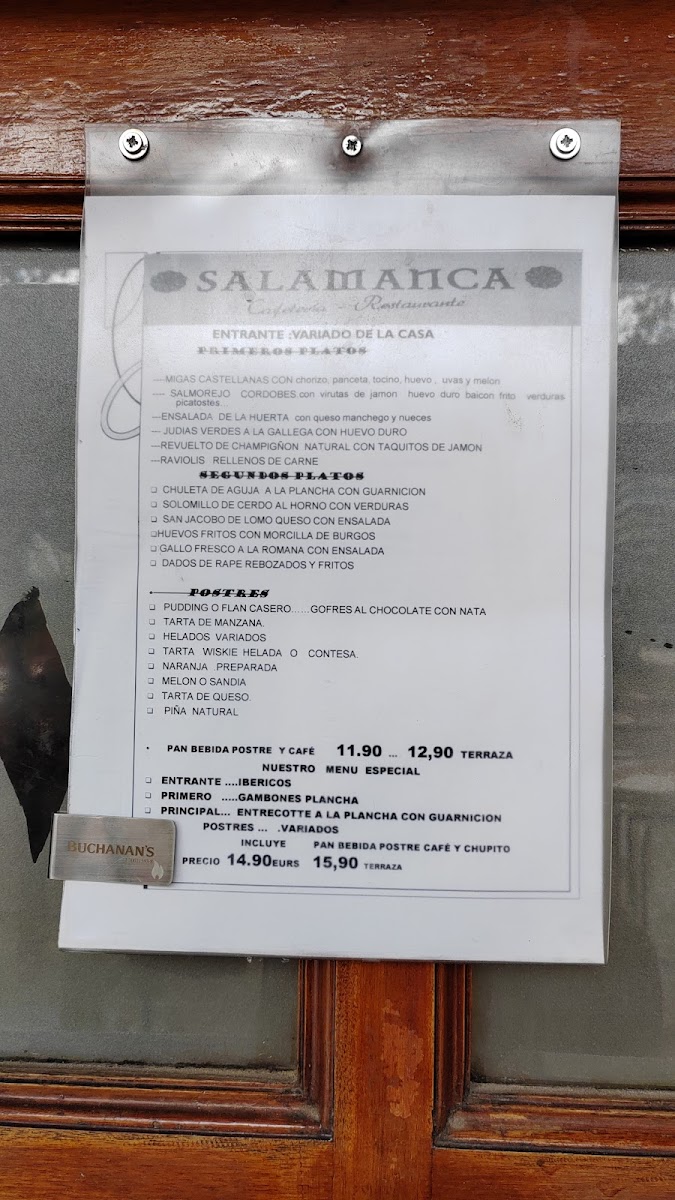 SALAMANCA
Cafetería - Restaurante
ENTRANTE :VARIADO DE LA CASA
PRIMEROS PLATOS
---MIGAS CASTELLANAS CON chorizo, panceta, tocino, huevo , uvas y melon
---- SALMOREJO CORDOBES.con virutas de jamon huevo duro baicon frito verduras
picatostes...
---ENSALADA DE LA HUERTA con queso manchego y nueces
--- JUDIAS VERDES A LA GALLEGA CON HUEVO DURO
---REVUELTO DE CHAMPIGÑON NATURAL CON TAQUITOS DE JAMON
---RAVIOLIS RELLENOS DE CARNE
SEGUNDOS PLATOS
❑ CHULETA DE AGUJA A LA PLANCHA CON GUARNICION
❑ SOLOMILLO DE CERDO AL HORNO CON VERDURAS
❑ SAN JACOBO DE LOMO QUESO CON ENSALADA
❑HUEVOS FRITOS CON MORCILLA DE BURGOS
❑ GALLO FRESCO A LA ROMANA CON ENSALADA
❑ DADOS DE RAPE REBOZADOS Y FRITOS
• POSTRES
❑ PUDDING O FLAN CASERO......GOFRES AL CHOCOLATE CON NATA
❑ TARTA DE MANZANA.
❑ HELADOS VARIADOS
❑ TARTA WISKIE HELADA O CONTESA.
❑ NARANJA .PREPARADA
❑ MELON O SANDIA
❑ TARTA DE QUESO.
❑ PIÑA NATURAL
• PAN BEBIDA POSTRE Y CAFÉ 11.90 ... 12,90 TERRAZA
NUESTRO MENU ESPECIAL
❑ ENTRANTE ....IBERICOS
❑ PRIMERO .....GAMBONES PLANCHA
❑ PRINCIPAL... ENTRECOTTE A LA PLANCHA CON GUARNICION
POSTRES ... .VARIADOS
INCLUYE PAN BEBIDA POSTRE CAFÉ Y CHUPITO
PRECIO 14.90EURS 15,90 TERRAZA
BUCHANAN'S